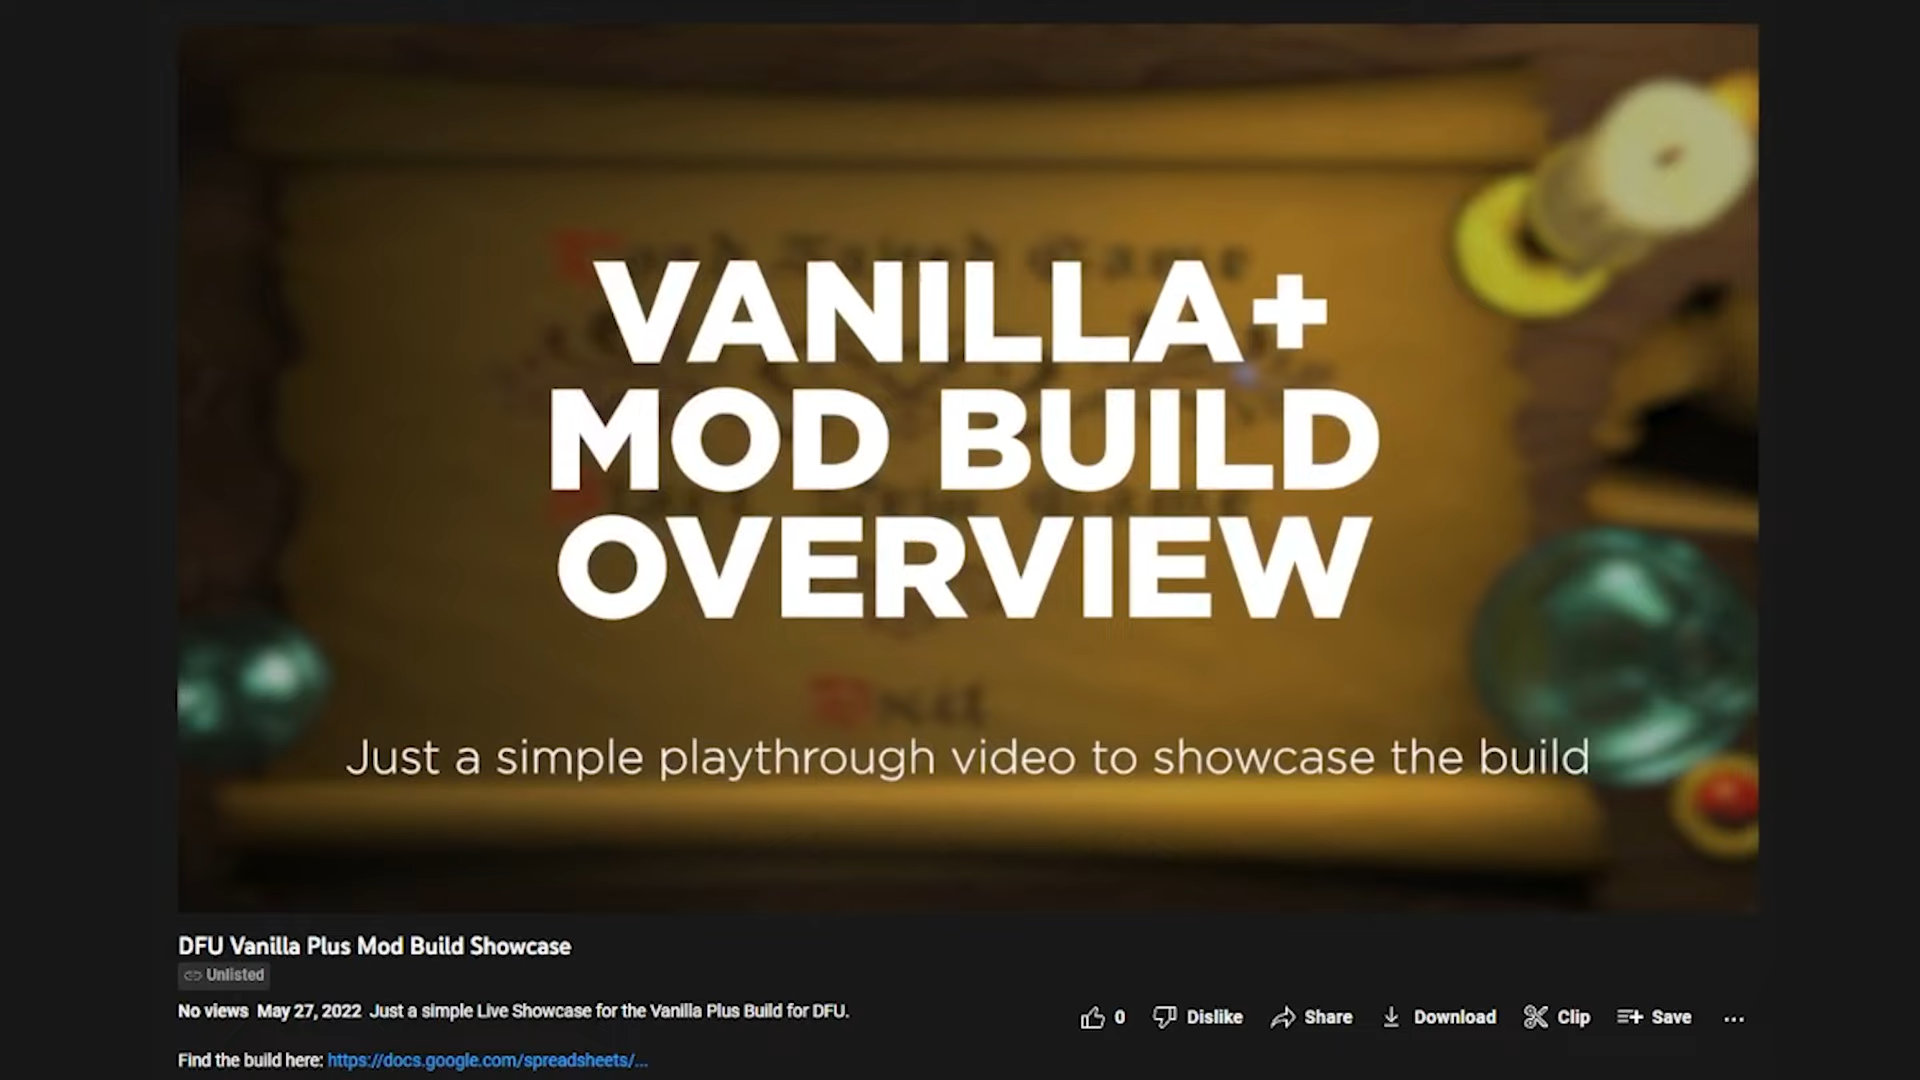 VANILLA+
MOD BUILD
OVERVIEW
Just a simple playthrough video to showcase the build
DFU Vanilla Plus Mod Build Showcase
Unlisted
No views May 27, 2022 Just a simple Live Showcase for the Vanilla Plus Build for DFU.
0 Dislike Share Download Clip Save ...
Find the build here: https://docs.google.com/spreadsheets/...